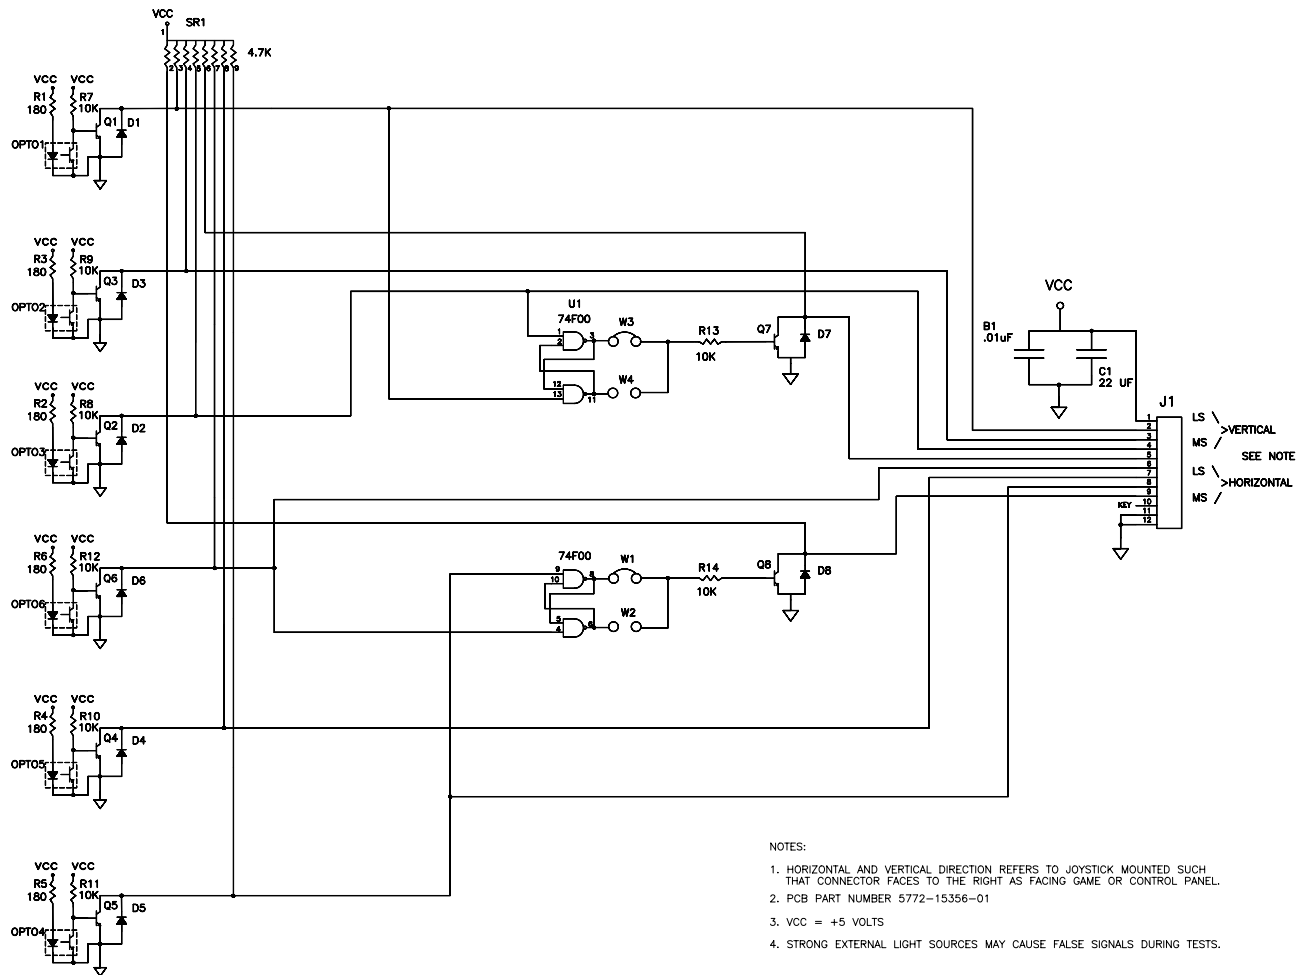 VCC
SR1
1
4.7K
2 3 4 5 6 7 8 9
VCC VCC
R1 R7
180 10K
Q1 D1
OPTO1
VCC VCC
R3 R9
180 10K
Q3 D3
OPTO2
U1
74F00
1
2
3
W3
R13
10K
Q7
D7
12
13
11
W4
VCC
B1
.01uF
C1
22 UF
VCC VCC
R2 R8
180 10K
Q2 D2
OPTO3
J1
1
2
3
4
5
6
7
8
9
KEY 10
11
12
LS \
>VERTICAL
MS /
SEE NOTE
LS \
>HORIZONTAL
MS /
VCC VCC
R6 R12
180 10K
Q6 D6
OPTO6
74F00
9
10
8
W1
R14
10K
Q8
D8
5
4
6
W2
VCC VCC
R4 R10
180 10K
Q4 D4
OPTO5
VCC VCC
R5 R11
180 10K
Q5 D5
OPTO4
NOTES:
1. HORIZONTAL AND VERTICAL DIRECTION REFERS TO JOYSTICK MOUNTED SUCH
THAT CONNECTOR FACES TO THE RIGHT AS FACING GAME OR CONTROL PANEL.
2. PCB PART NUMBER 5772-15356-01
3. VCC = +5 VOLTS
4. STRONG EXTERNAL LIGHT SOURCES MAY CAUSE FALSE SIGNALS DURING TESTS.